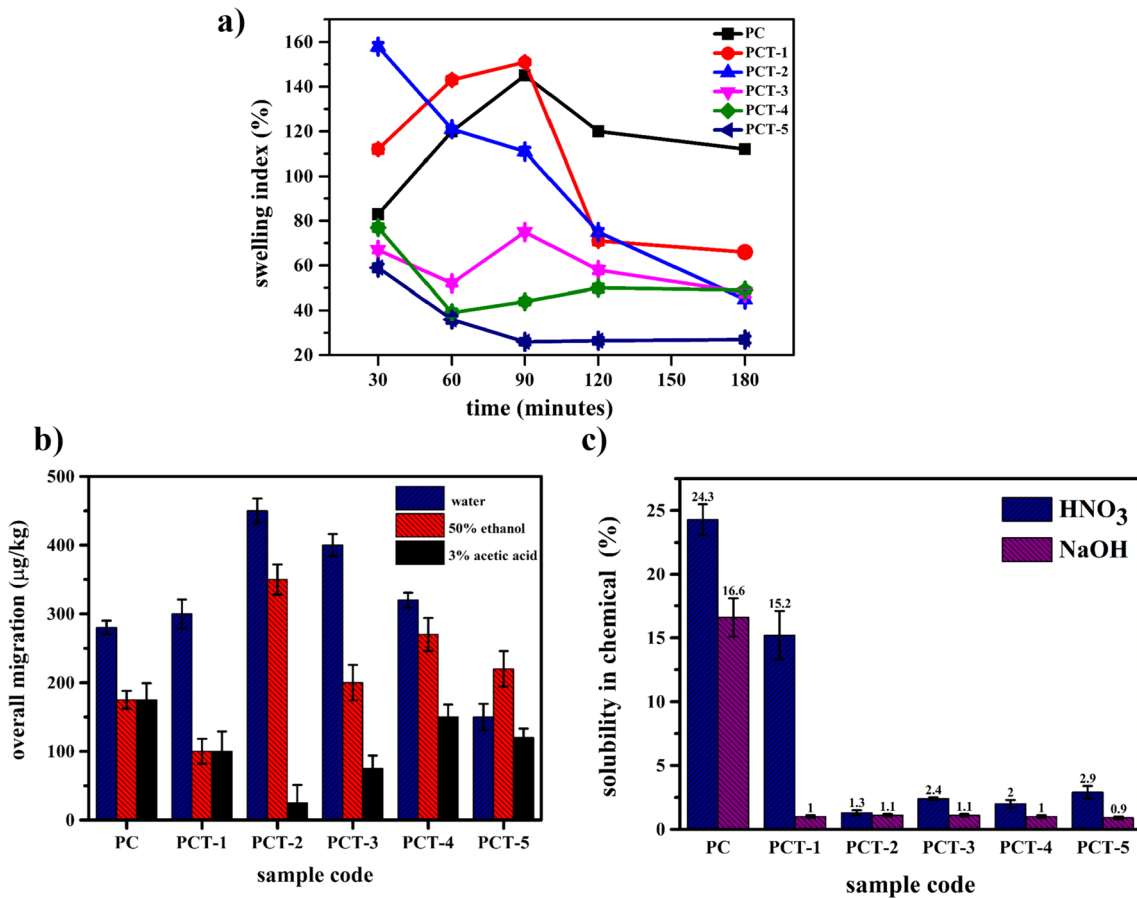 a)
swelling index (%)
160
140
120
100
80
60
40
20
30
60
90
120
150
180
time (minutes)
PC
PCT-1
PCT-2
PCT-3
PCT-4
PCT-5
b)
overall migration (µg/kg)
500
400
300
200
100
0
water
50% ethanol
3% acetic acid
PC
PCT-1
PCT-2
PCT-3
PCT-4
PCT-5
sample code
c)
solubility in chemical (%)
25
20
15
10
5
0
HNO₃
NaOH
24.3
16.6
15.2
1
1.3
1.1
2.4
1.1
2
1
2.9
0.9
PC
PCT-1
PCT-2
PCT-3
PCT-4
PCT-5
sample code